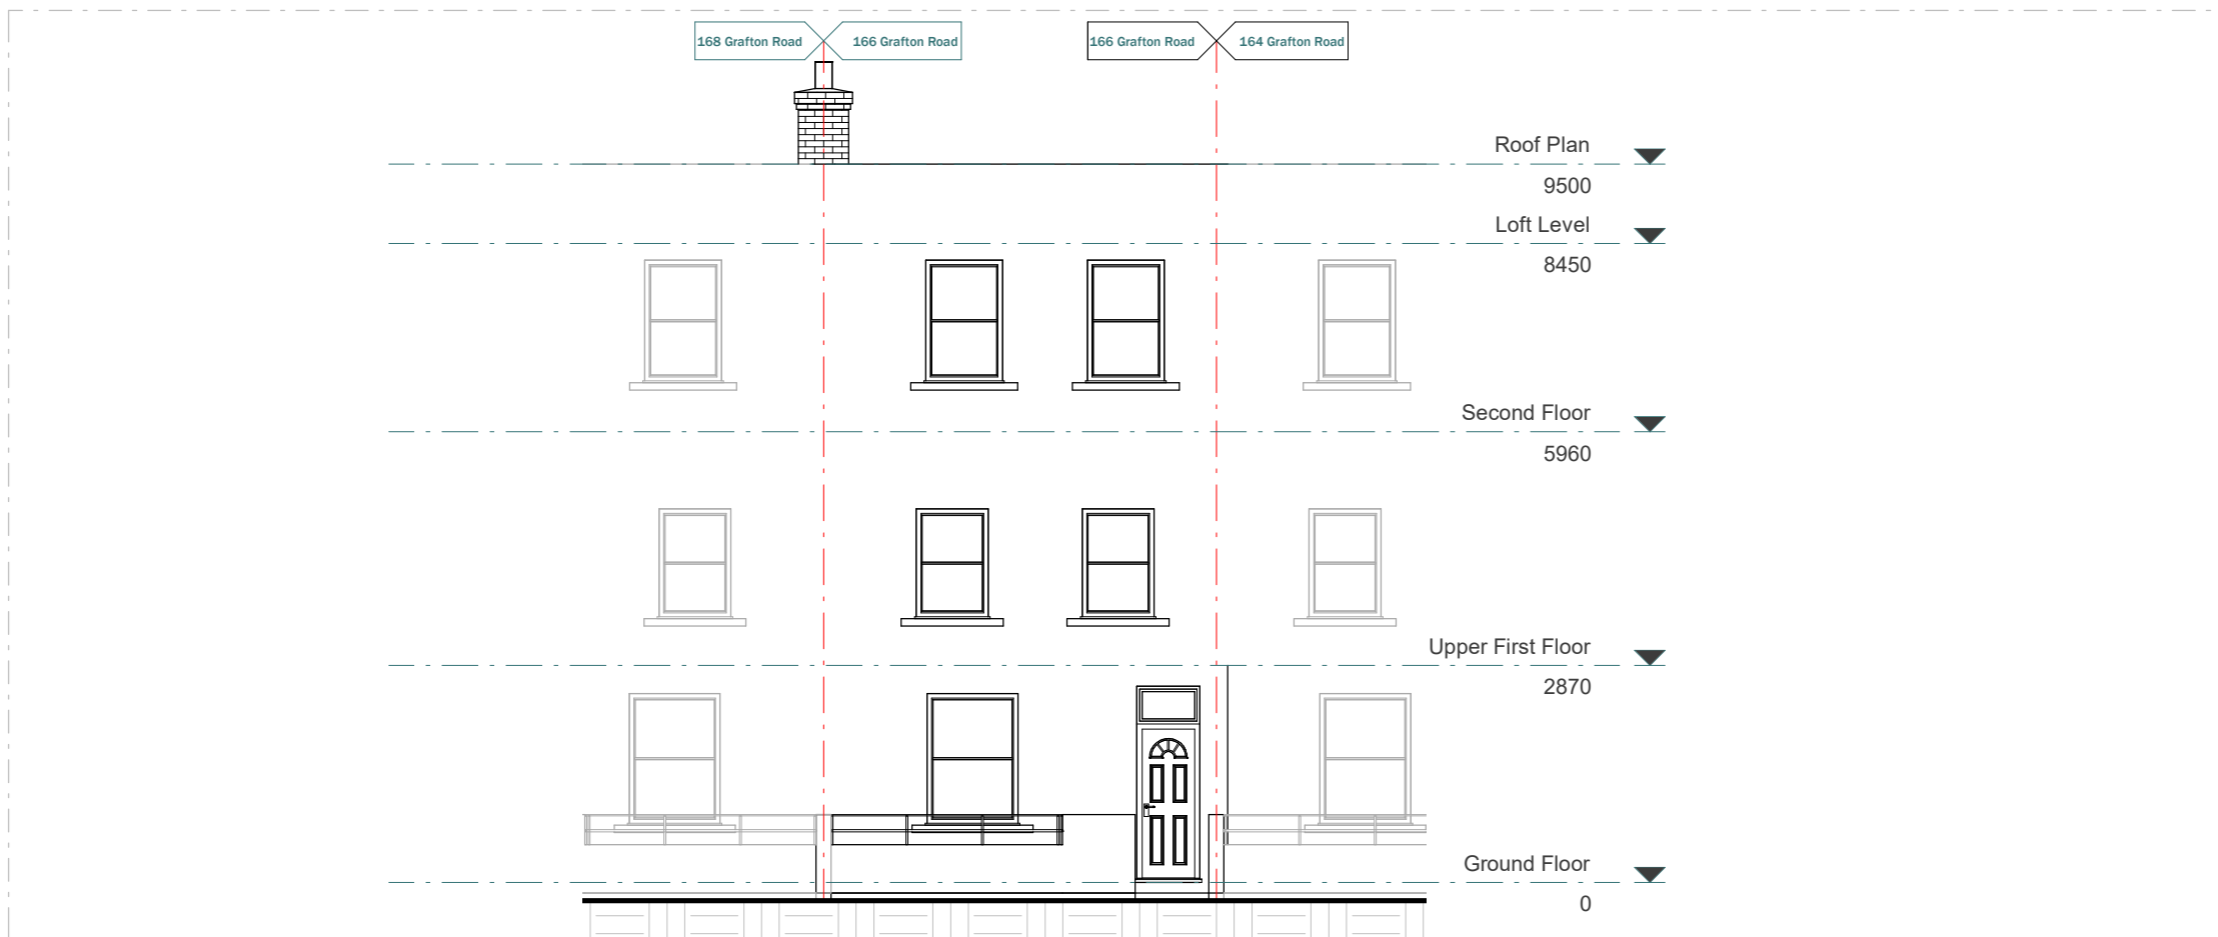 168 Grafton Road 166 Grafton Road 166 Grafton Road 164 Grafton Road
Roof Plan
9500
Loft Level
8450
Second Floor
5960
Upper First Floor
2870
Ground Floor
0